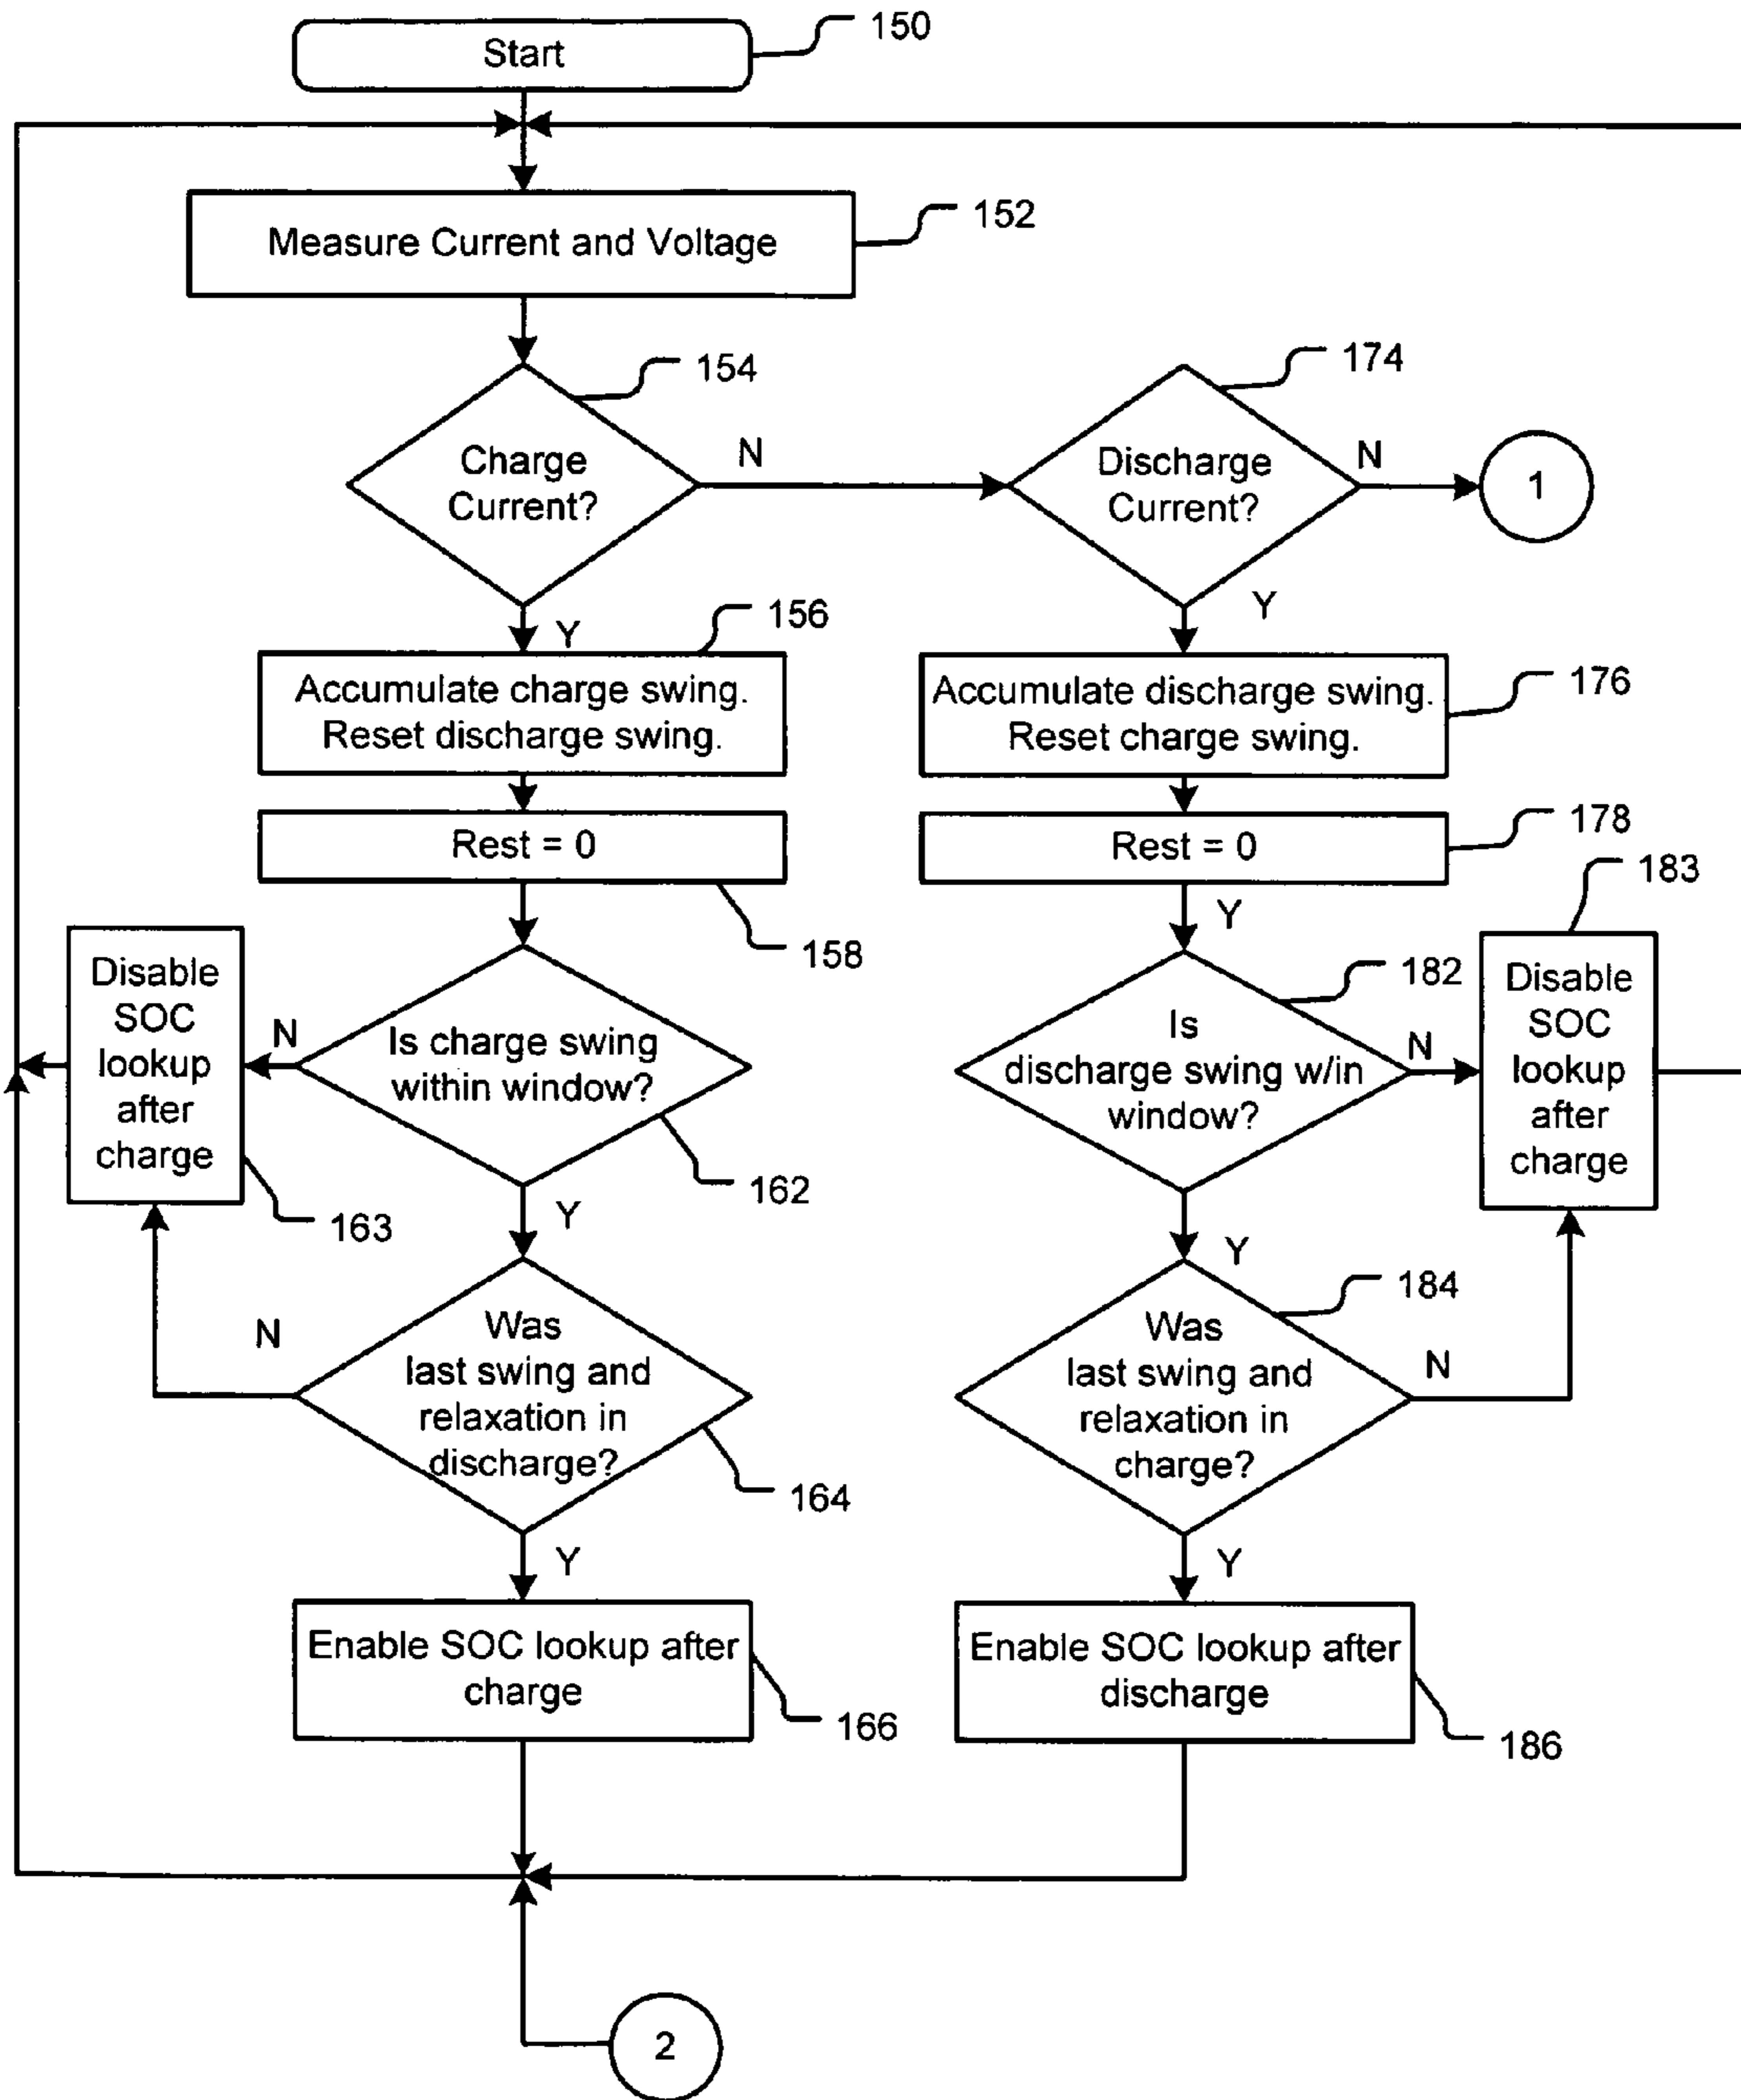 Start
150
Measure Current and Voltage
152
Charge
Current?
154
N
Discharge
Current?
174
N
1
Y
Y
Accumulate charge swing.
Reset discharge swing.
156
Accumulate discharge swing.
Reset charge swing.
176
Rest = 0
158
Rest = 0
178
Y
Disable
SOC
lookup
after
charge
163
N
Is charge swing
within window?
162
Is
discharge swing w/in
window?
182
N
Disable
SOC
lookup
after
charge
183
Y
Y
N
Was
last swing and
relaxation in
discharge?
164
Was
last swing and
relaxation in
charge?
184
N
Y
Y
Enable SOC lookup after
charge
166
Enable SOC lookup after
discharge
186
2